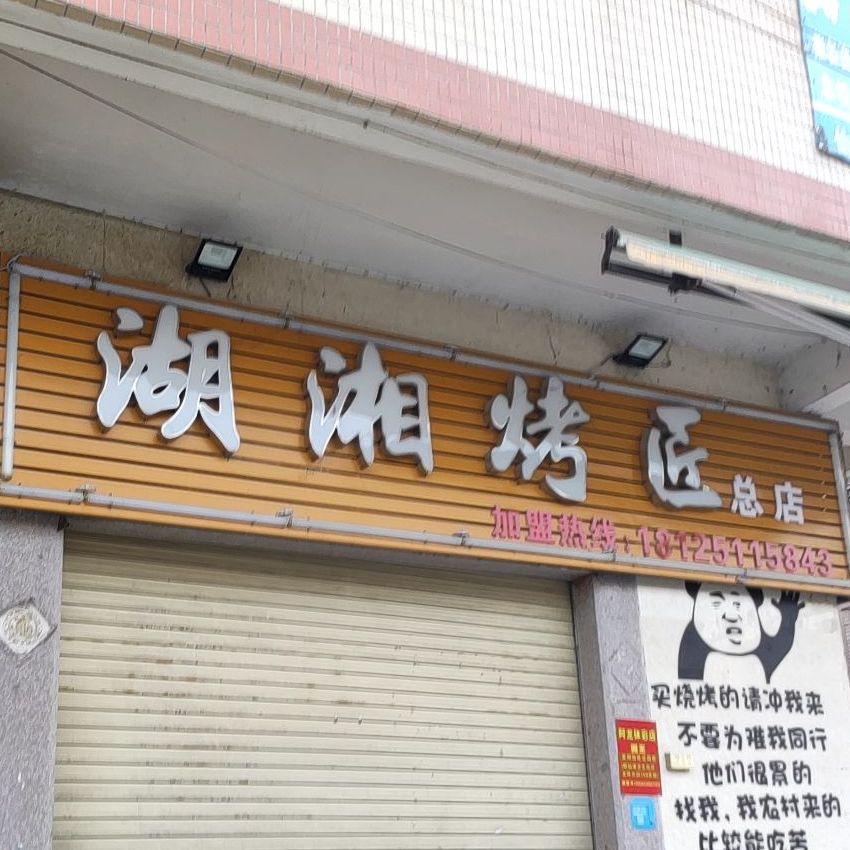 湖湘烤匠总店
加盟热线:18125115843
买烧烤的请冲我来
不要为难我同行
他们很累的
找我,我农村来的
比较能吃苦